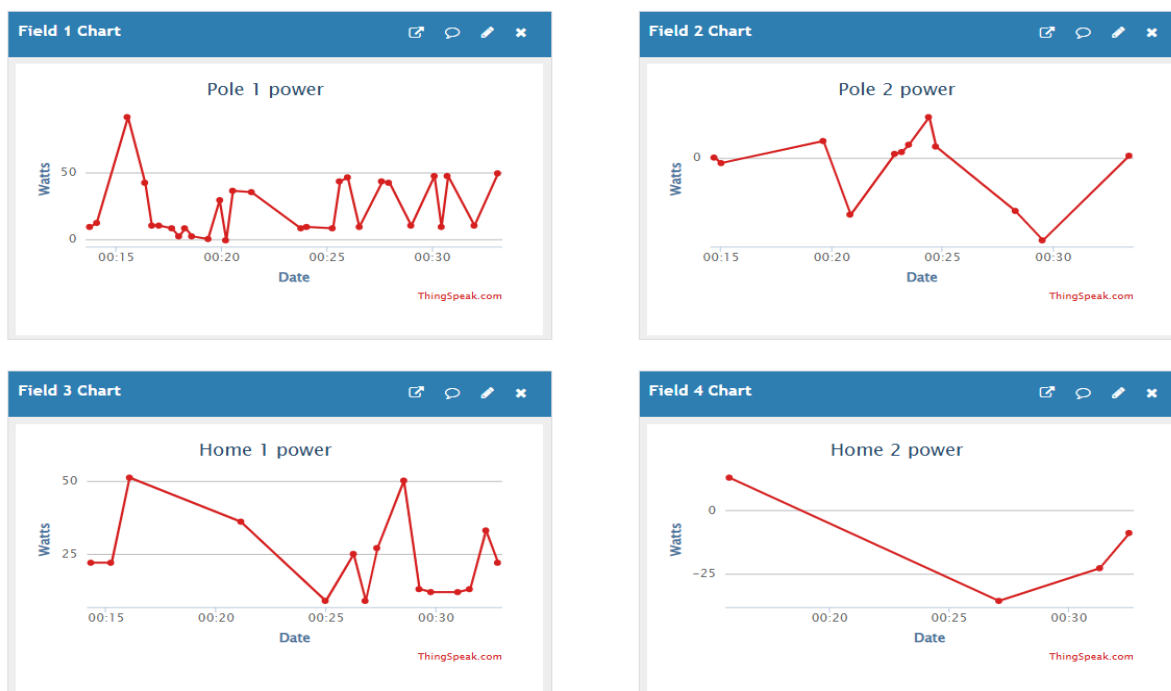 Field 1 Chart
Pole 1 power
Watts
50
0
00:15 00:20 00:25 00:30
Date
ThingSpeak.com
Field 2 Chart
Pole 2 power
Watts
0
00:15 00:20 00:25 00:30
Date
ThingSpeak.com
Field 3 Chart
Home 1 power
Watts
50
25
00:15 00:20 00:25 00:30
Date
ThingSpeak.com
Field 4 Chart
Home 2 power
Watts
0
−25
00:20 00:25 00:30
Date
ThingSpeak.com